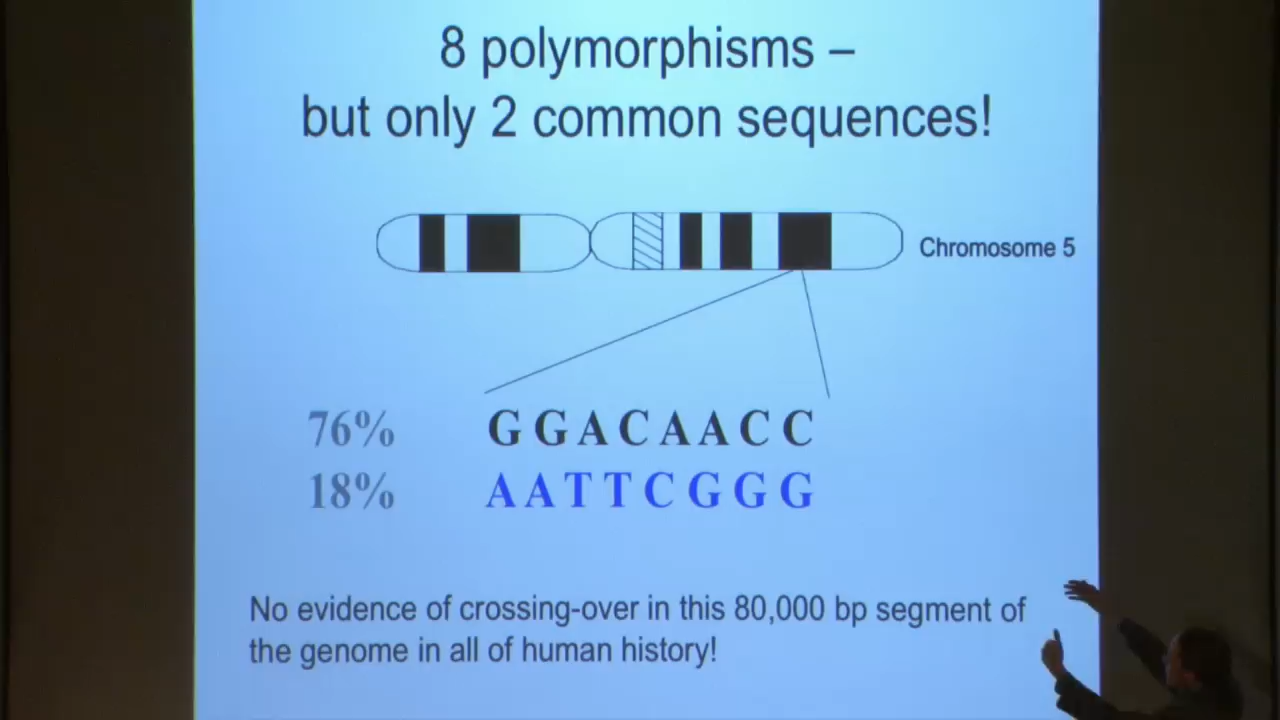 8 polymorphisms –
but only 2 common sequences!
Chromosome 5
76% G G A C A A C C
18% A A T T C G G G
No evidence of crossing-over in this 80,000 bp segment of
the genome in all of human history!